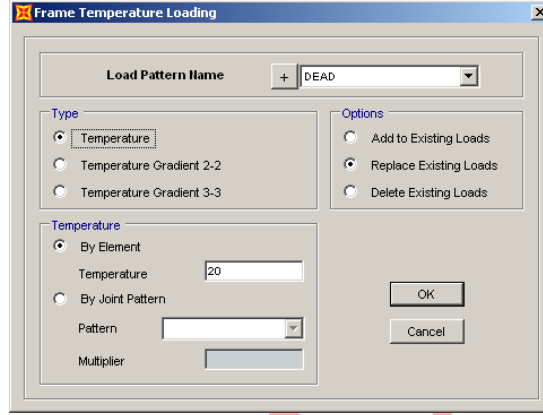 Frame Temperature Loading
Load Pattern Name + DEAD
Type
Temperature
Temperature Gradient 2-2
Temperature Gradient 3-3
Options
Add to Existing Loads
Replace Existing Loads
Delete Existing Loads
Temperature
By Element
Temperature 20
By Joint Pattern
Pattern
Multiplier
OK
Cancel